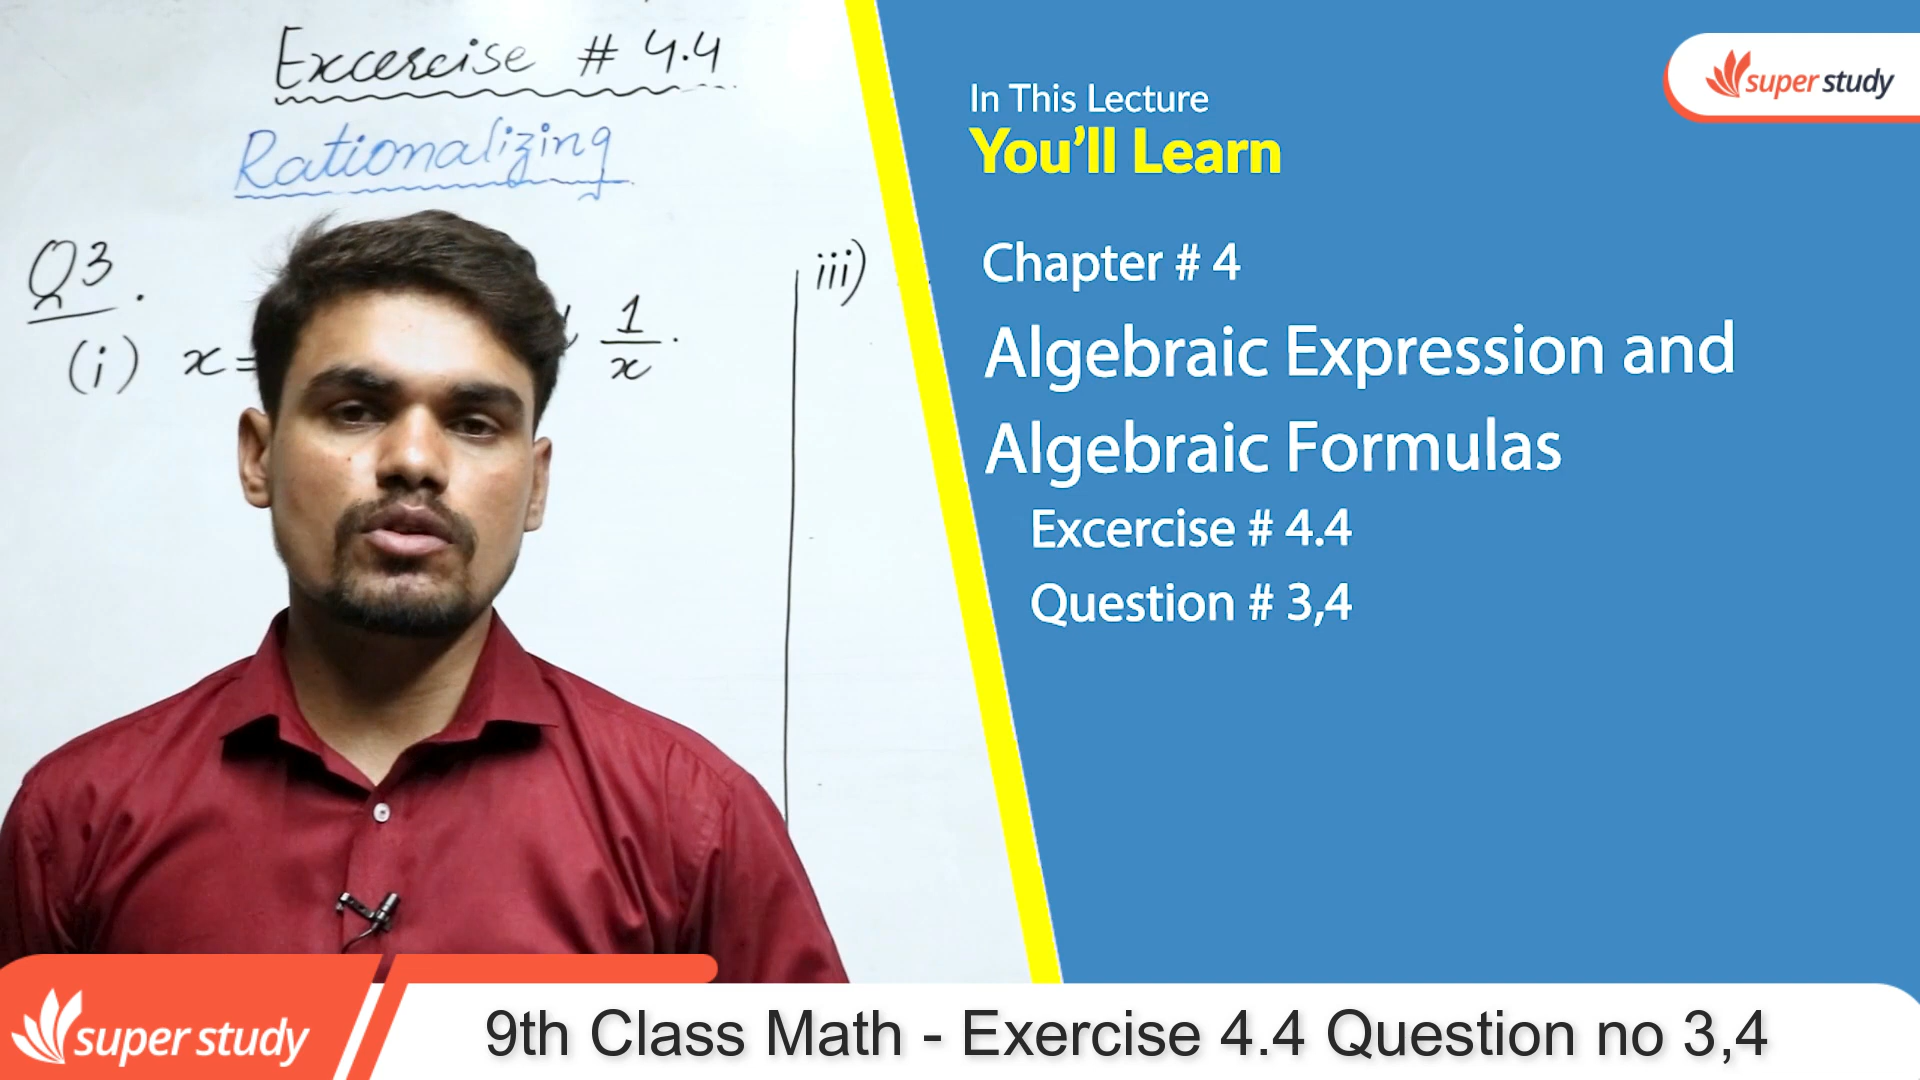 Excercise # 4.4
Rationalizing
Q3.
(i) x=
1
x
iii)
In This Lecture
You'll Learn
super study
Chapter # 4
Algebraic Expression and
Algebraic Formulas
Excercise # 4.4
Question # 3,4
super study
9th Class Math - Exercise 4.4 Question no 3,4